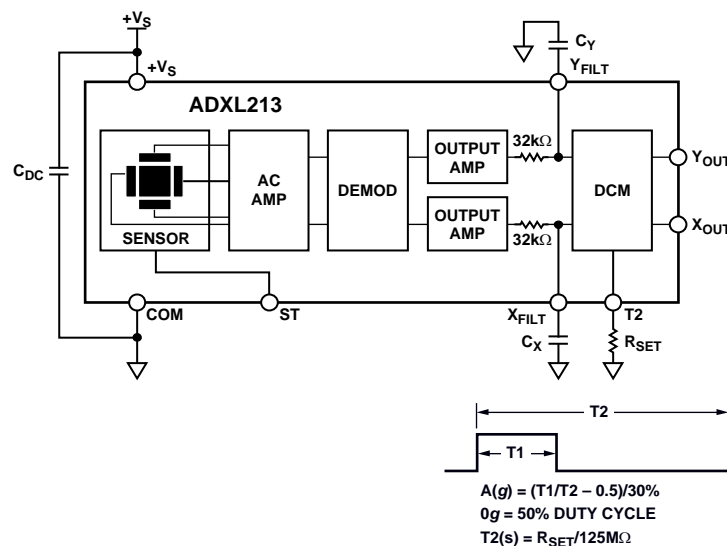 +VS
+VS
CY
YFILT
ADXL213
CDC
SENSOR
AC
AMP
DEMOD
OUTPUT
AMP
32kΩ
OUTPUT
AMP
32kΩ
DCM
YOUT
XOUT
COM
ST
XFILT
T2
CX
RSET
T2
T1
A(g) = (T1/T2 – 0.5)/30%
0g = 50% DUTY CYCLE
T2(s) = RSET/125MΩ